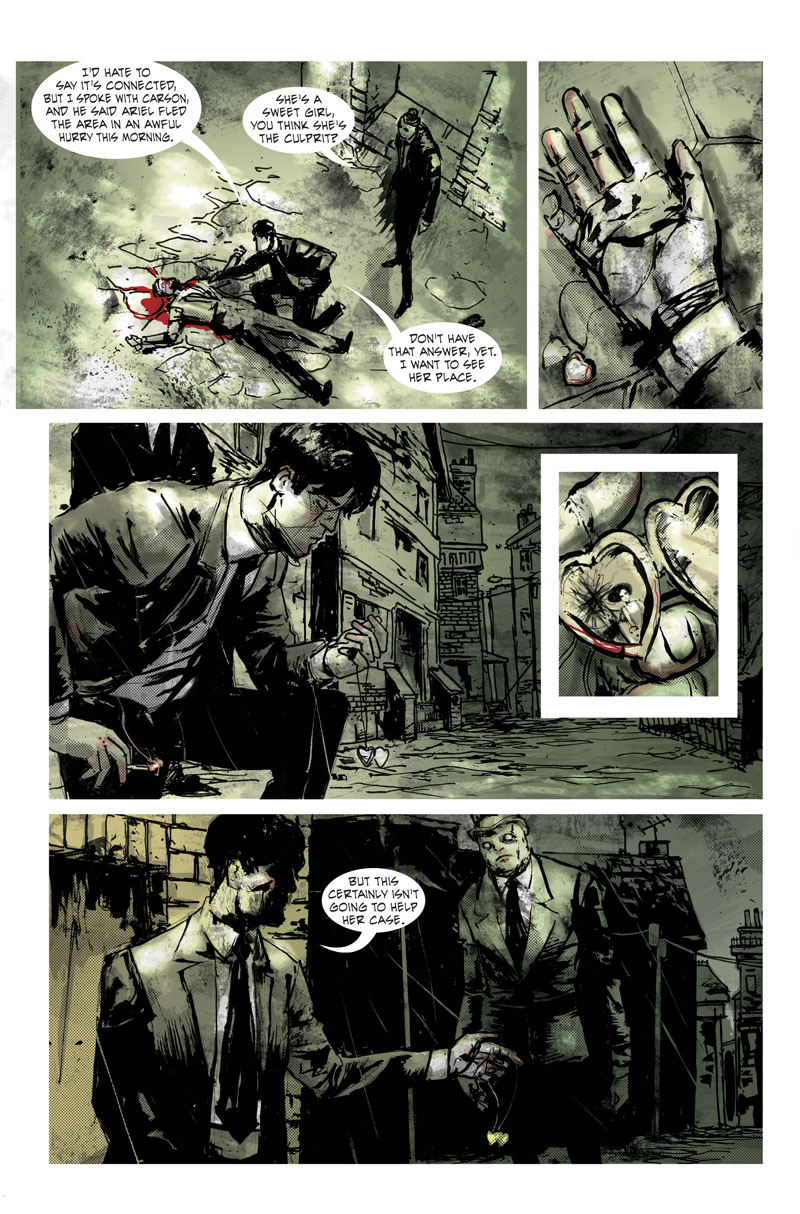 I'D HATE TO
SAY IT'S CONNECTED,
BUT I SPOKE WITH CARSON,
AND HE SAID ARIEL FLED
THE AREA IN AN AWFUL
HURRY THIS MORNING.
SHE'S A
SWEET GIRL,
YOU THINK SHE'S
THE CULPRIT?
DON'T HAVE
THAT ANSWER, YET.
I WANT TO SEE
HER PLACE.
BUT THIS
CERTAINLY ISN'T
GOING TO HELP
HER CASE.